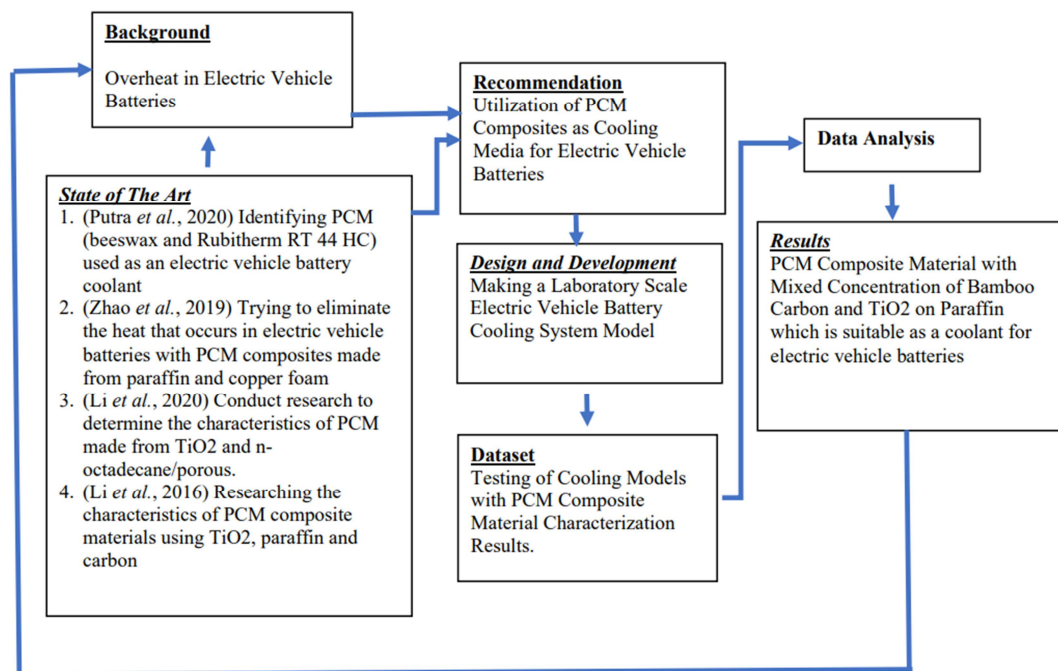 Background
Overheat in Electric Vehicle
Batteries
State of The Art
1. (Putra et al., 2020) Identifying PCM
(beeswax and Rubitherm RT 44 HC)
used as an electric vehicle battery
coolant
2. (Zhao et al., 2019) Trying to eliminate
the heat that occurs in electric vehicle
batteries with PCM composites made
from paraffin and copper foam
3. (Li et al., 2020) Conduct research to
determine the characteristics of PCM
made from TiO2 and n-
octadecane/porous.
4. (Li et al., 2016) Researching the
characteristics of PCM composite
materials using TiO2, paraffin and
carbon
Recommendation
Utilization of PCM
Composites as Cooling
Media for Electric Vehicle
Batteries
Design and Development
Making a Laboratory Scale
Electric Vehicle Battery
Cooling System Model
Dataset
Testing of Cooling Models
with PCM Composite
Material Characterization
Results.
Data Analysis
Results
PCM Composite Material with
Mixed Concentration of Bamboo
Carbon and TiO2 on Paraffin
which is suitable as a coolant for
electric vehicle batteries